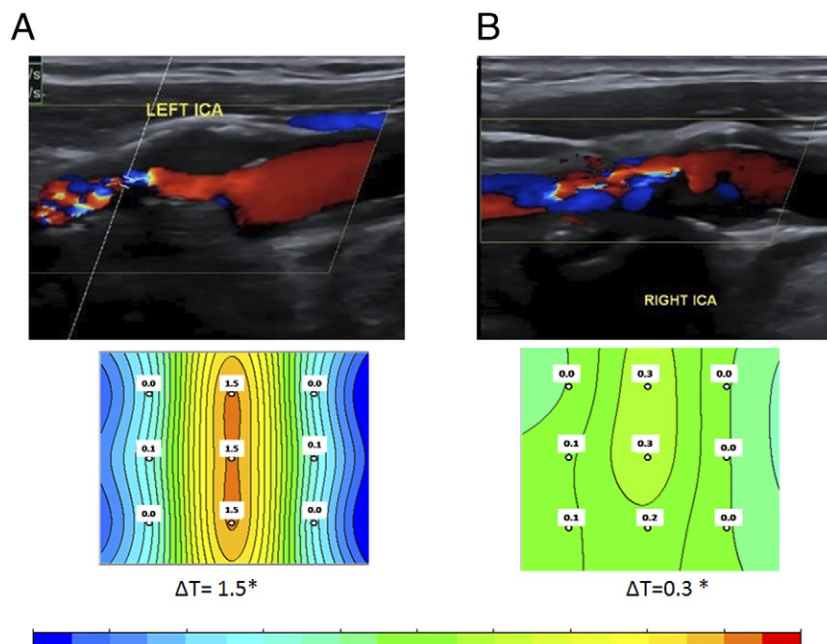 A
B
/s
/s
LEFT ICA
RIGHT ICA
0.0 1.5 0.0
0.1 1.5 0.1
0.0 1.5 0.0
0.0 0.3 0.0
0.1 0.3 0.0
0.1 0.2 0.0
ΔT= 1.5*
ΔT=0.3 *